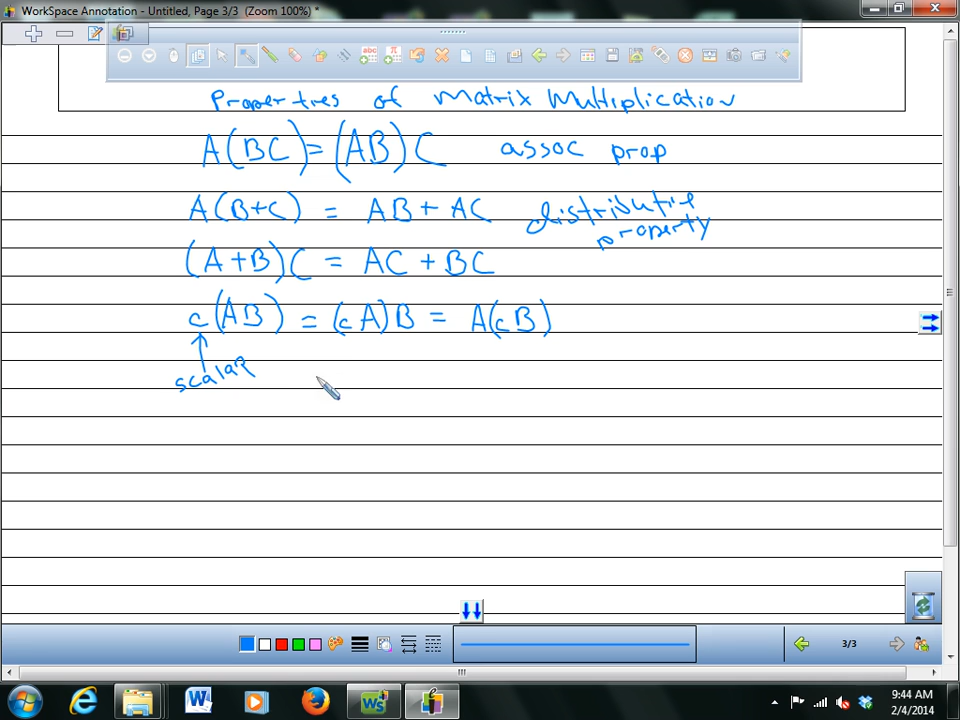 WorkSpace Annotation - Untitled, Page 3/3 (Zoom 100%) *
Properties of Matrix Multiplication
A(BC)=(AB)C assoc prop
A(B+C) = AB+AC distributive property
(A+B)C = AC+BC
c(AB) = (cA)B = A(cB)
scalar
3/3
9:44 AM
2/4/2014